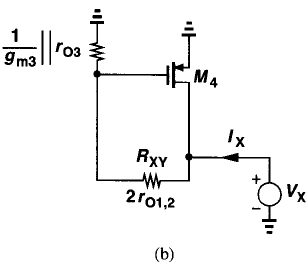 1/g_m3 || r_O3
M_4
R_XY
2r_O1,2
I_X
+
V_X
−
(b)